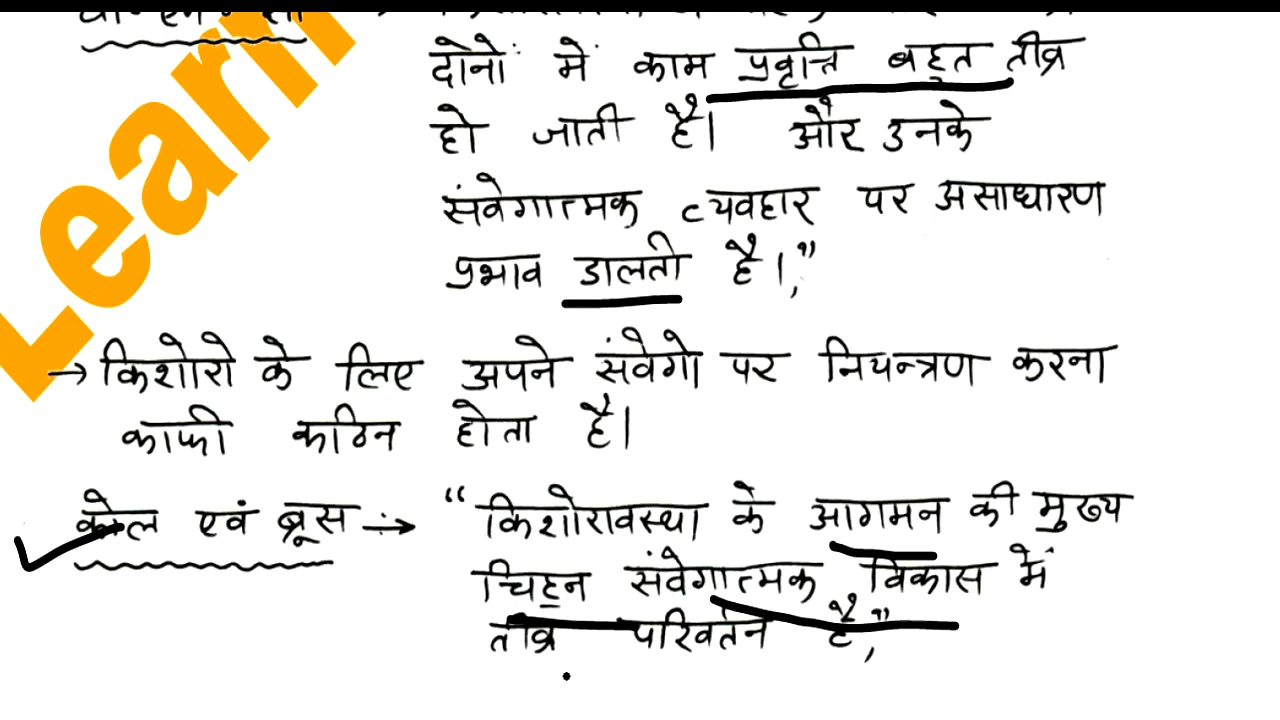 Learn
दोनों में काम प्रवृत्ति बहुत तीव्र
हो जाती है। और उनके
संवेगात्मक व्यवहार पर असाधारण
प्रभाव डालती है।,"
→ किशोरो के लिए अपने संवेगो पर नियन्त्रण करना
काफी कठिन होता है।
कोल एवं ब्रूस → "किशोरावस्था के आगमन की मुख्य
चिह्न संवेगात्मक विकास में
तीव्र परिवर्तन है,"